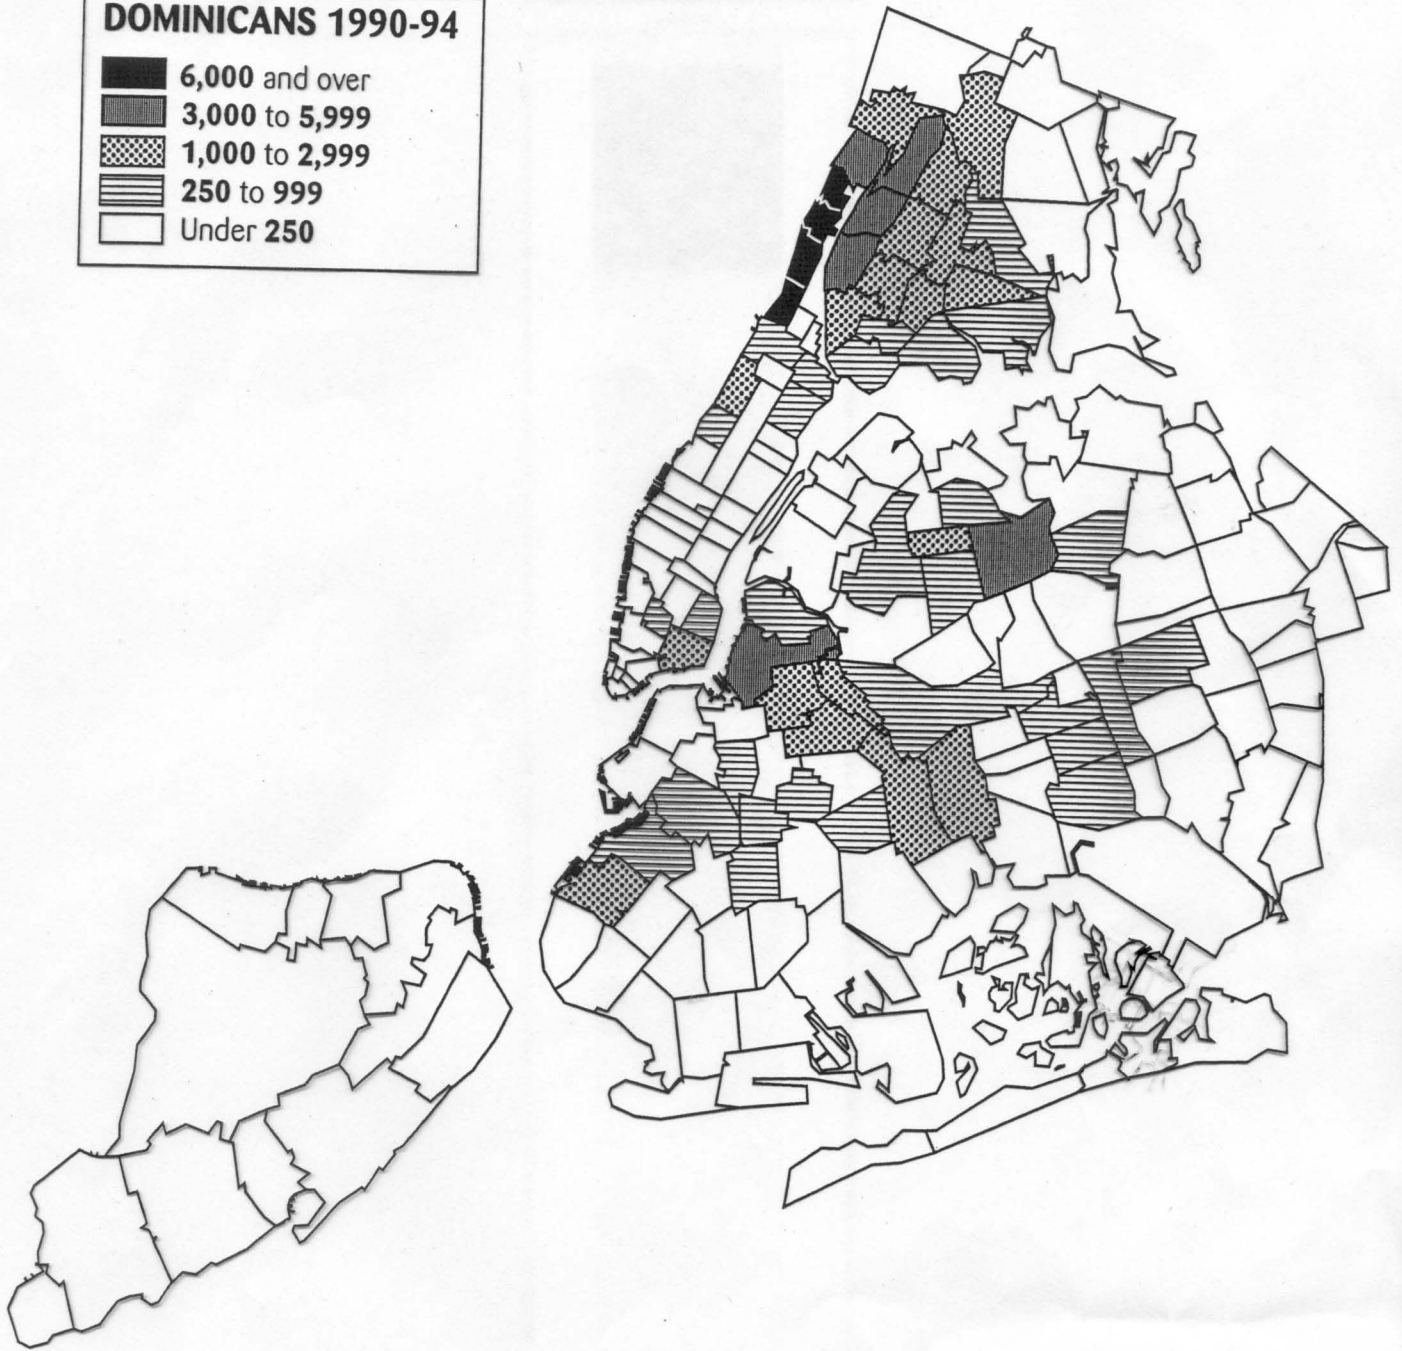 DOMINICANS 1990-94
6,000 and over
3,000 to 5,999
1,000 to 2,999
250 to 999
Under 250